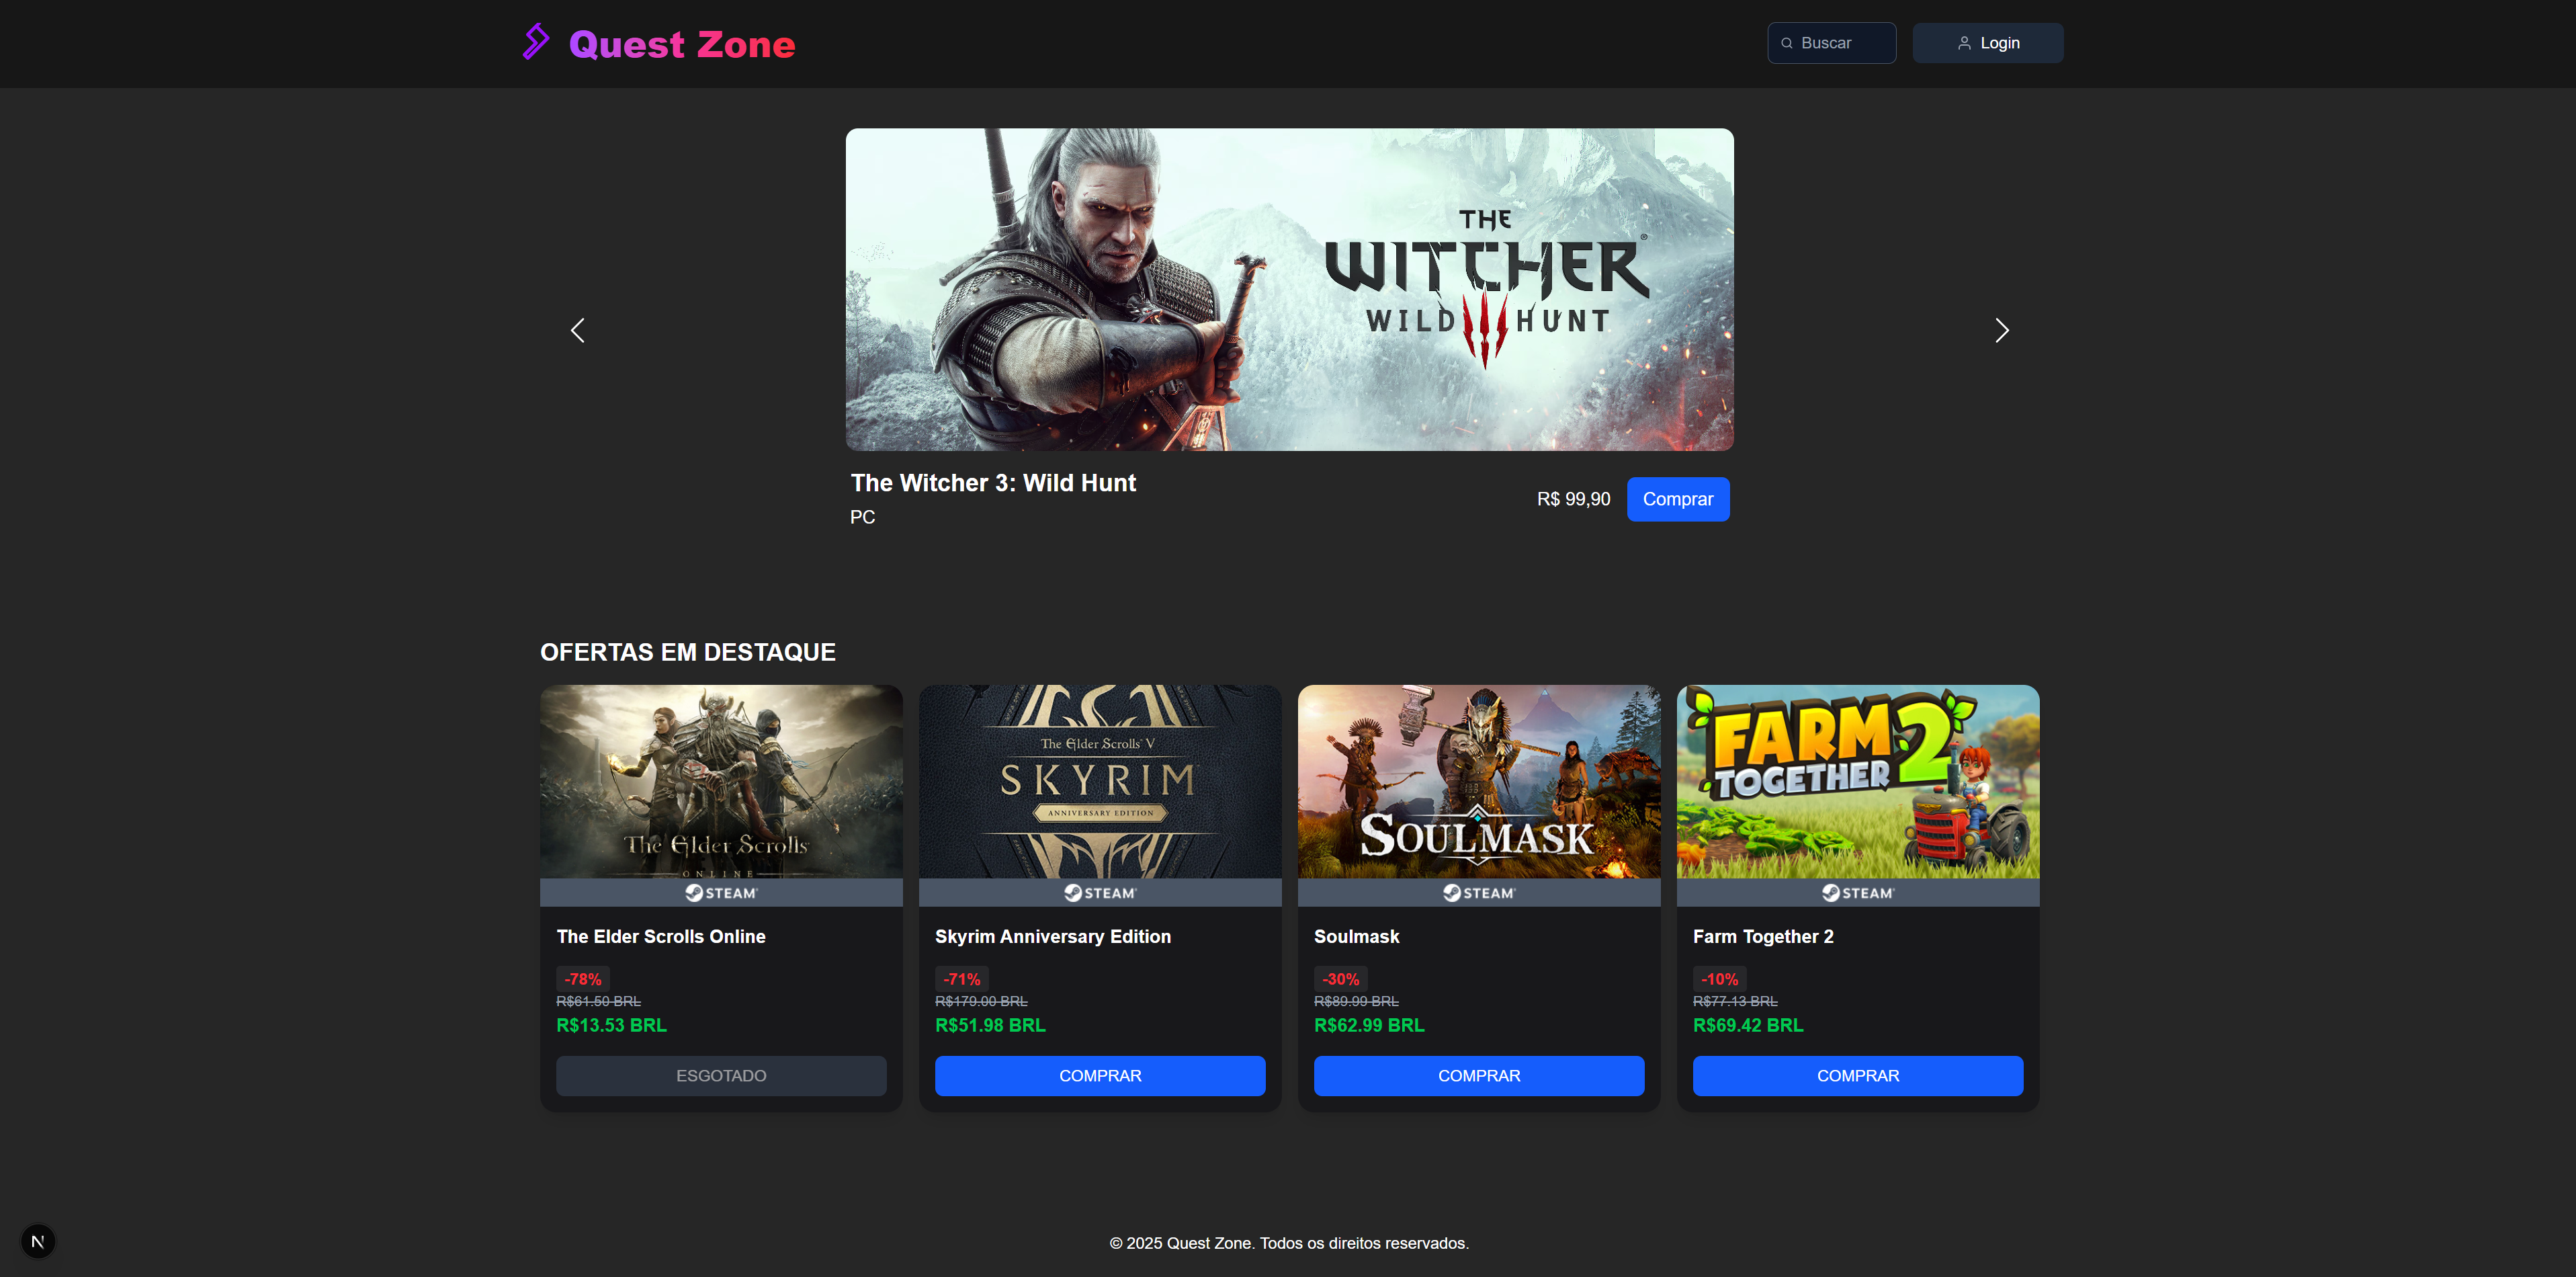 Quest Zone
Buscar
Login
THE
WITCHER®
WILD HUNT
The Witcher 3: Wild Hunt
PC
R$ 99,90
Comprar
OFERTAS EM DESTAQUE
The Elder Scrolls
ONLINE
STEAM®
The Elder Scrolls Online
-78%
R$61.50 BRL
R$13.53 BRL
ESGOTADO
The Elder Scrolls V
SKYRIM
ANNIVERSARY EDITION
STEAM®
Skyrim Anniversary Edition
-71%
R$179.00 BRL
R$51.98 BRL
COMPRAR
SOULMASK
STEAM®
Soulmask
-30%
R$89.99 BRL
R$62.99 BRL
COMPRAR
FARM
TOGETHER 2
STEAM®
Farm Together 2
-10%
R$77.13 BRL
R$69.42 BRL
COMPRAR
N
© 2025 Quest Zone. Todos os direitos reservados.